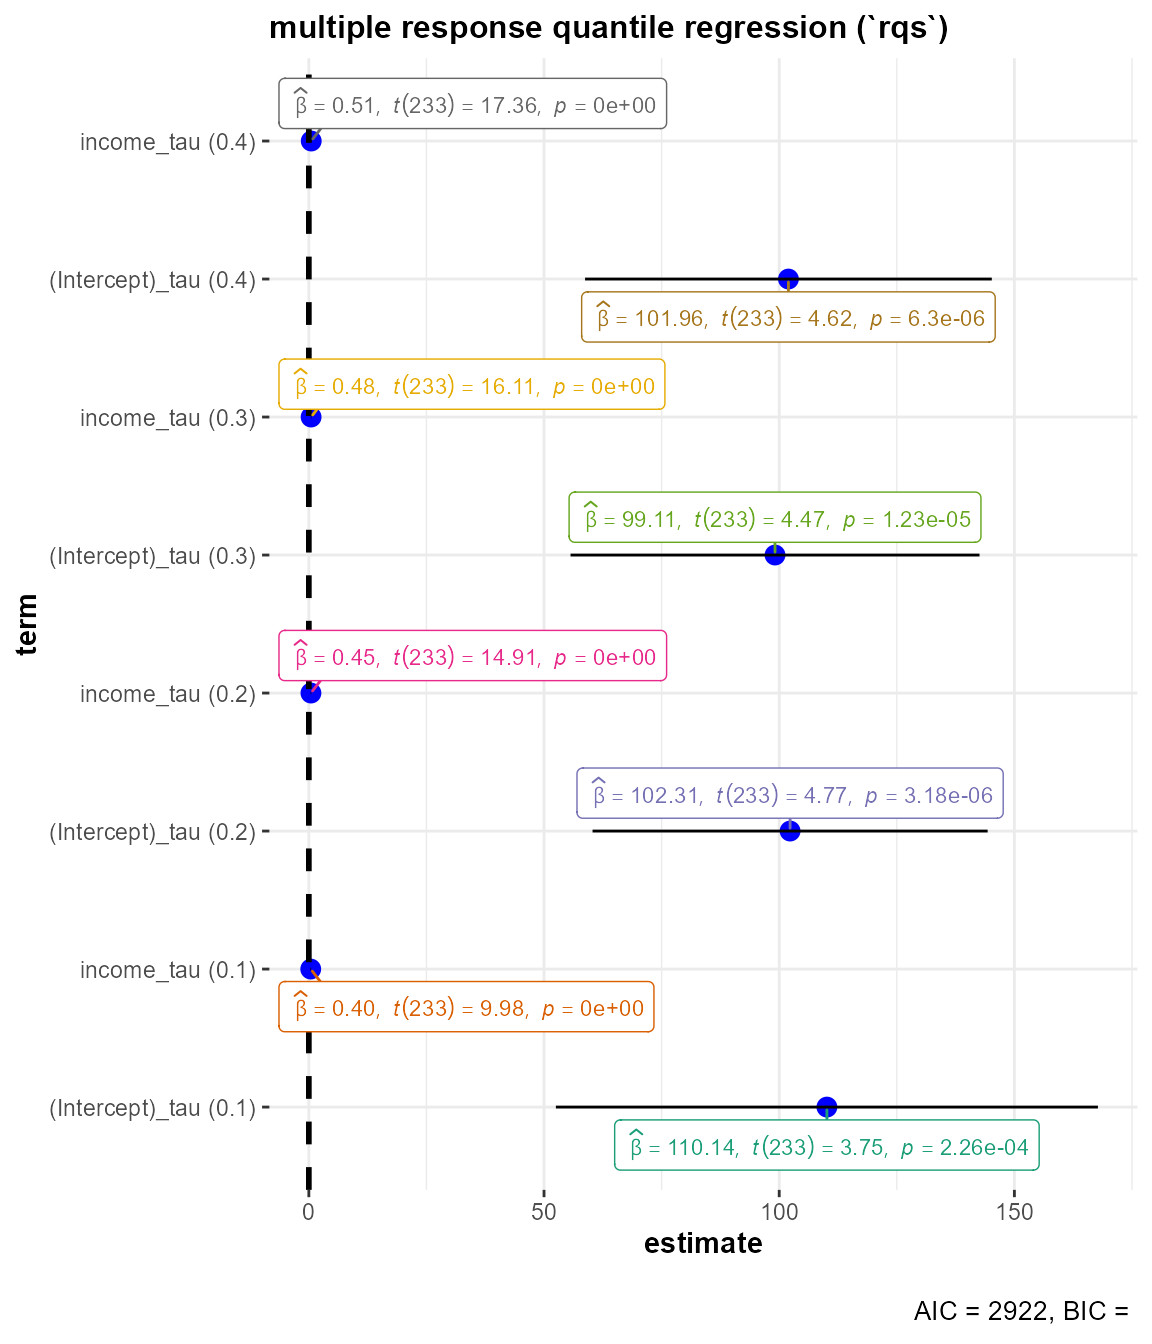 multiple response quantile regression (`rqs`)
β̂ = 0.51, t(233) = 17.36, p = 0e+00
income_tau (0.4)
(Intercept)_tau (0.4)
β̂ = 101.96, t(233) = 4.62, p = 6.3e-06
β̂ = 0.48, t(233) = 16.11, p = 0e+00
income_tau (0.3)
β̂ = 99.11, t(233) = 4.47, p = 1.23e-05
(Intercept)_tau (0.3)
term
β̂ = 0.45, t(233) = 14.91, p = 0e+00
income_tau (0.2)
β̂ = 102.31, t(233) = 4.77, p = 3.18e-06
(Intercept)_tau (0.2)
income_tau (0.1)
β̂ = 0.40, t(233) = 9.98, p = 0e+00
(Intercept)_tau (0.1)
β̂ = 110.14, t(233) = 3.75, p = 2.26e-04
0 50 100 150
estimate
AIC = 2922, BIC =